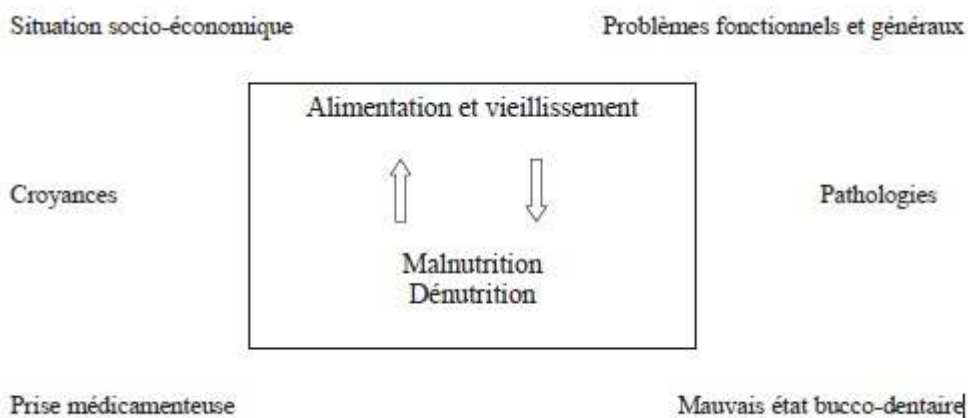 Situation socio-économique
Problèmes fonctionnels et généraux
Alimentation et vieillissement
Croyances
Pathologies
Malnutrition
Dénutrition
Prise médicamenteuse
Mauvais état bucco-dentaire